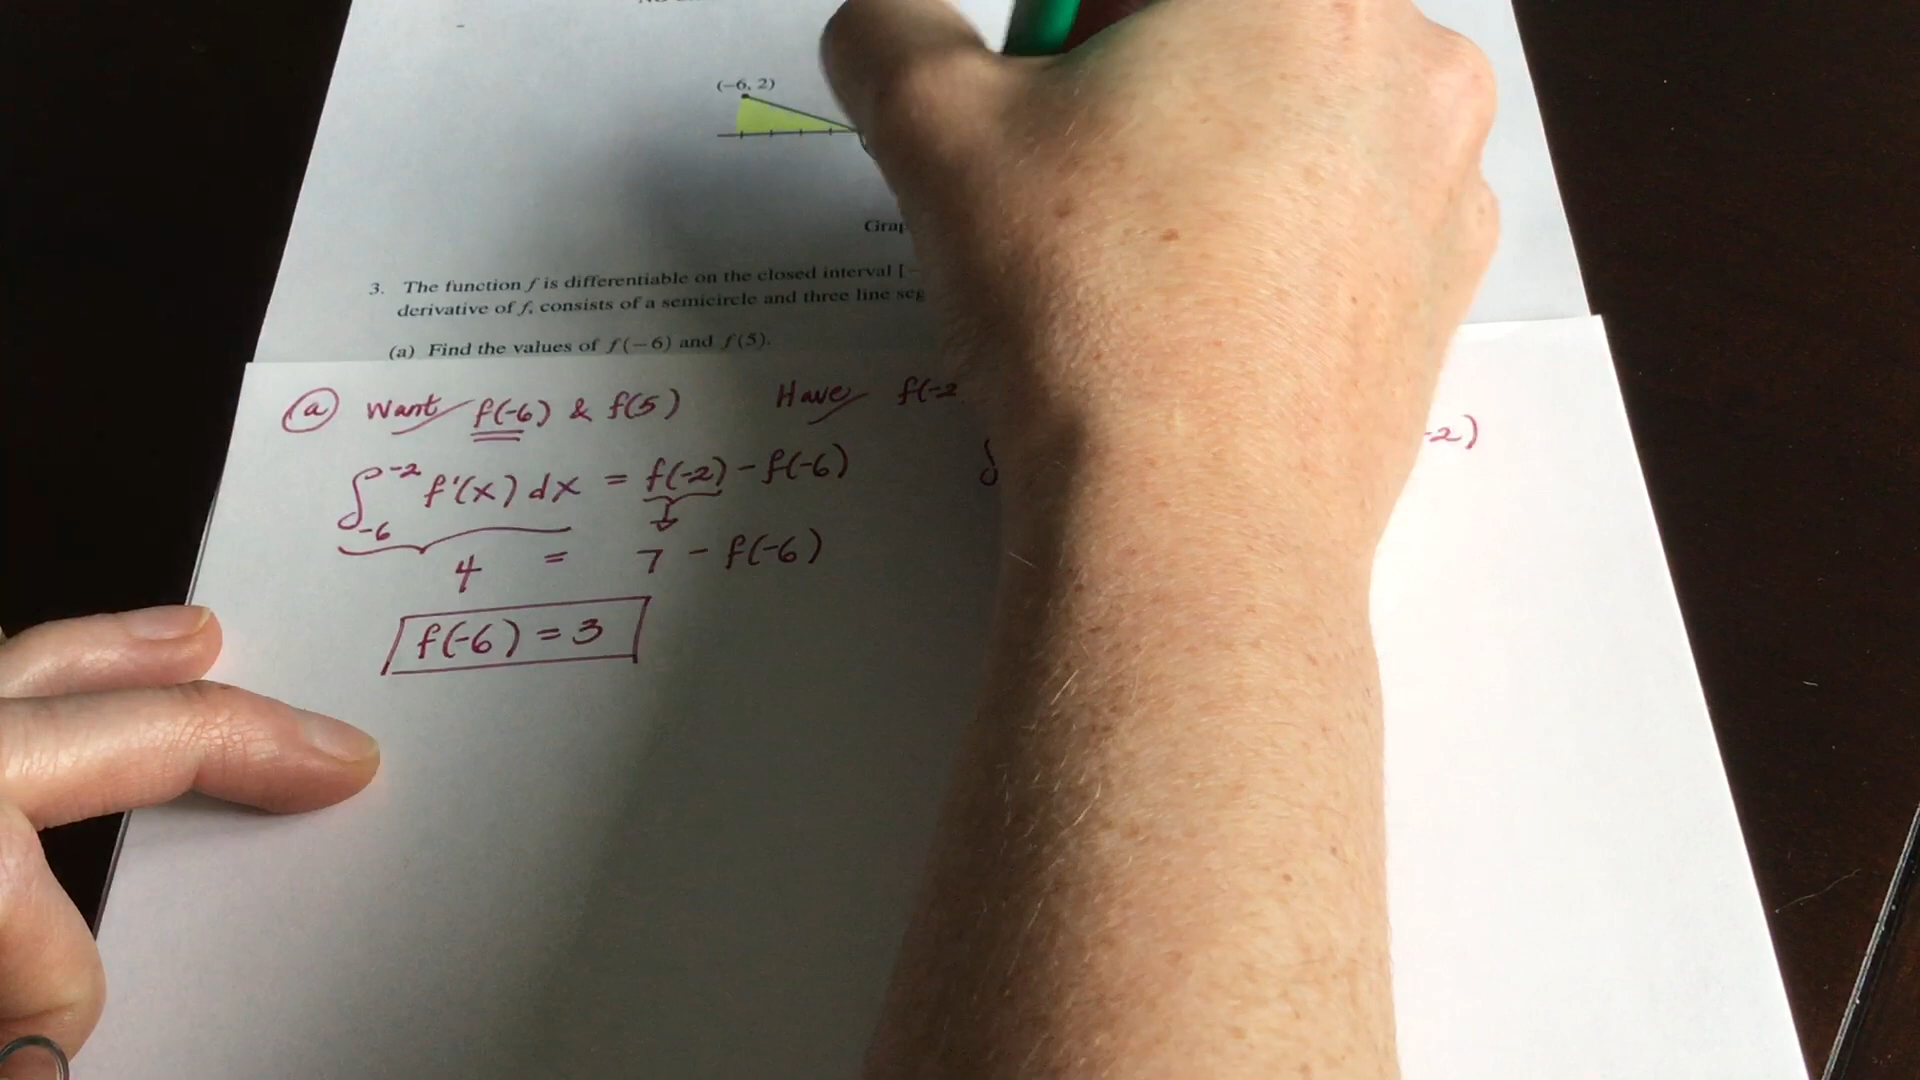 (−6, 2)
Grap
3. The function f is differentiable on the closed interval [−
derivative of f, consists of a semicircle and three line seg
(a) Find the values of f(−6) and f(5).
ⓐ Want f(-6) & f(5) Have f(-2
∫_{-6}^{-2} f'(x) dx = f(-2) - f(-6) ∫ -2)
4 = 7 - f(-6)
f(-6) = 3